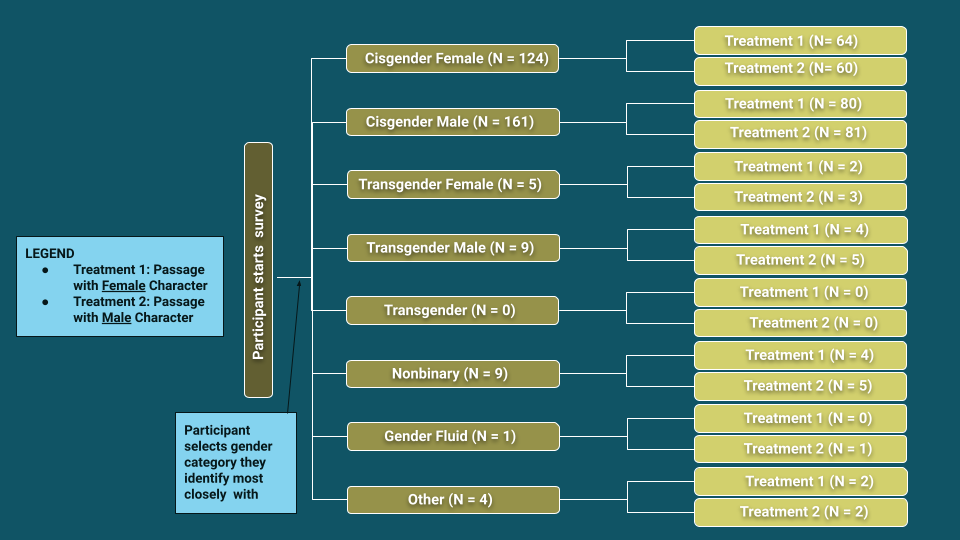 LEGEND
● Treatment 1: Passage
with Female Character
● Treatment 2: Passage
with Male Character
Participant starts survey
Participant
selects gender
category they
identify most
closely with
Cisgender Female (N = 124)
Treatment 1 (N= 64)
Treatment 2 (N= 60)
Cisgender Male (N = 161)
Treatment 1 (N = 80)
Treatment 2 (N = 81)
Transgender Female (N = 5)
Treatment 1 (N = 2)
Treatment 2 (N = 3)
Transgender Male (N = 9)
Treatment 1 (N = 4)
Treatment 2 (N = 5)
Transgender (N = 0)
Treatment 1 (N = 0)
Treatment 2 (N = 0)
Nonbinary (N = 9)
Treatment 1 (N = 4)
Treatment 2 (N = 5)
Gender Fluid (N = 1)
Treatment 1 (N = 0)
Treatment 2 (N = 1)
Other (N = 4)
Treatment 1 (N = 2)
Treatment 2 (N = 2)